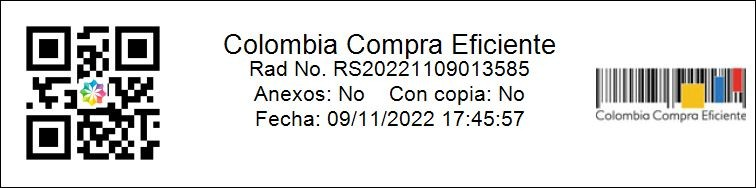 Colombia Compra Eficiente
Rad No. RS20221109013585
Anexos: No    Con copia: No
Fecha: 09/11/2022 17:45:57
Colombia Compra Eficiente